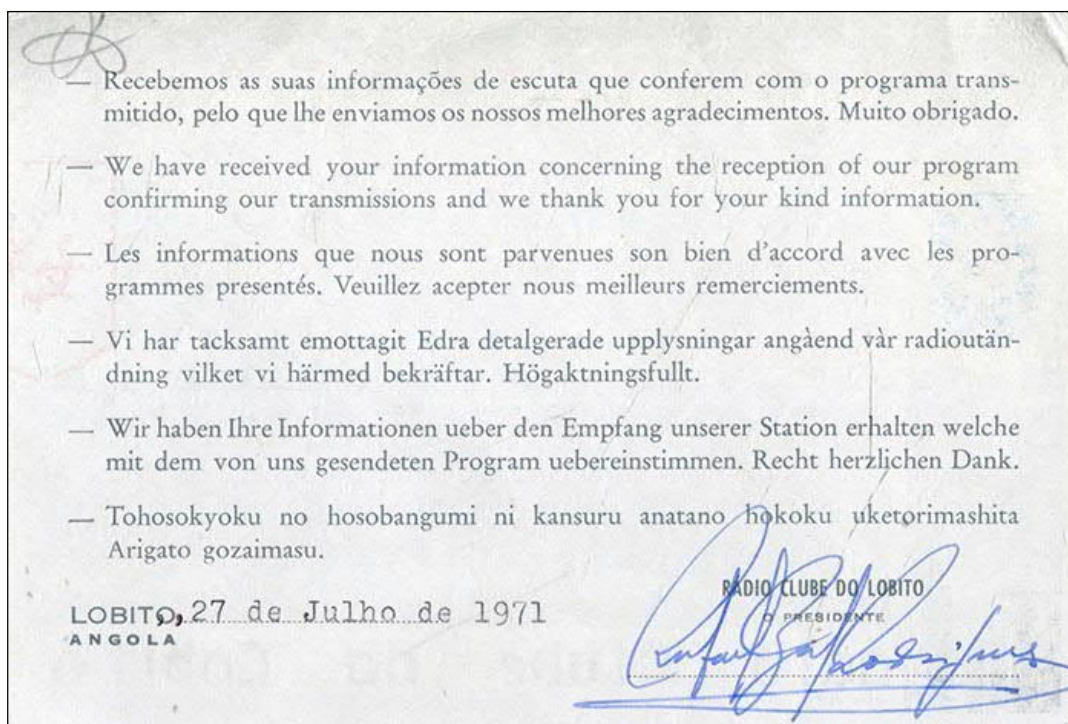 — Recebemos as suas informações de escuta que conferem com o programa trans-
mitido, pelo que lhe enviamos os nossos melhores agradecimentos. Muito obrigado.
— We have received your information concerning the reception of our program
confirming our transmissions and we thank you for your kind information.
— Les informations que nous sont parvenues son bien d'accord avec les pro-
grammes presentés. Veuillez acepter nous meilleurs remerciements.
— Vi har tacksamt emottagit Edra detalgerade upplysningar angàend vàr radioutän-
dning vilket vi härmed bekräftar. Högaktningsfullt.
— Wir haben Ihre Informationen ueber den Empfang unserer Station erhalten welche
mit dem von uns gesendeten Program uebereinstimmen. Recht herzlichen Dank.
— Tohosokyoku no hosobangumi ni kansuru anatano hokoku uketorimashita
Arigato gozaimasu.
RÁDIO CLUBE DO LOBITO
O PRESIDENTE
LOBITO, 27 de Julho de 1971
ANGOLA
Rafael Rodrigues